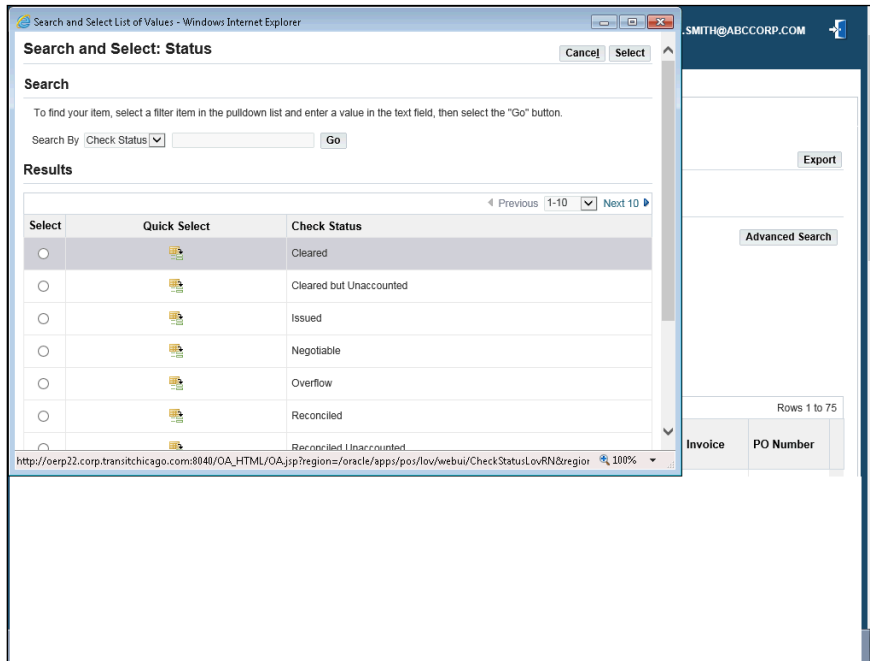 Search and Select List of Values - Windows Internet Explorer
.SMITH@ABCCORP.COM
Search and Select: Status
Cancel Select
Search
To find your item, select a filter item in the pulldown list and enter a value in the text field, then select the "Go" button.
Search By Check Status Go
Export
Results
Previous 1-10 Next 10
Select Quick Select Check Status
Advanced Search
Cleared
Cleared but Unaccounted
Issued
Negotiable
Overflow
Reconciled
Rows 1 to 75
Reconciled Unaccounted
Invoice PO Number
http://oerp22.corp.transitchicago.com:8040/OA_HTML/OA.jsp?region=/oracle/apps/pos/lov/webui/CheckStatusLovRN&region 100%